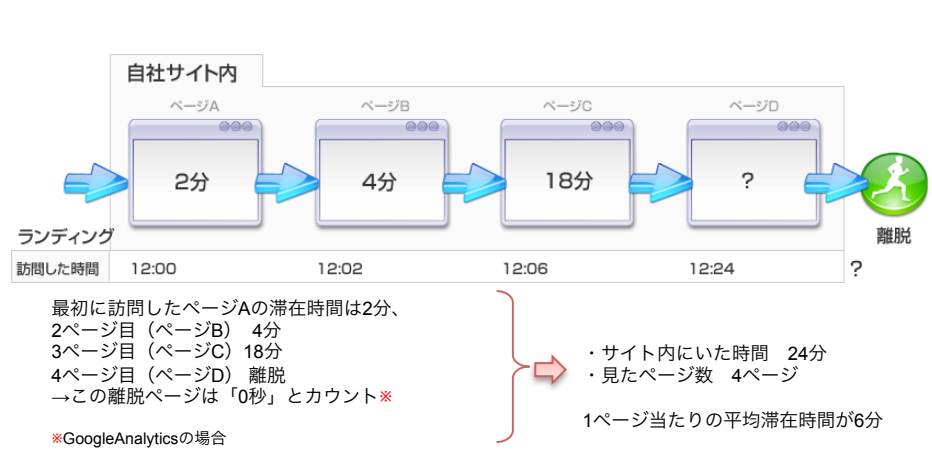 自社サイト内
ページA ページB ページC ページD
2分 4分 18分 ?
ランディング 離脱
訪問した時間 12:00 12:02 12:06 12:24 ?
最初に訪問したページAの滞在時間は2分、
2ページ目（ページB） 4分
3ページ目（ページC）18分
4ページ目（ページD） 離脱
→この離脱ページは「0秒」とカウント※
※GoogleAnalyticsの場合
・サイト内にいた時間 24分
・見たページ数 4ページ
1ページ当たりの平均滞在時間が6分